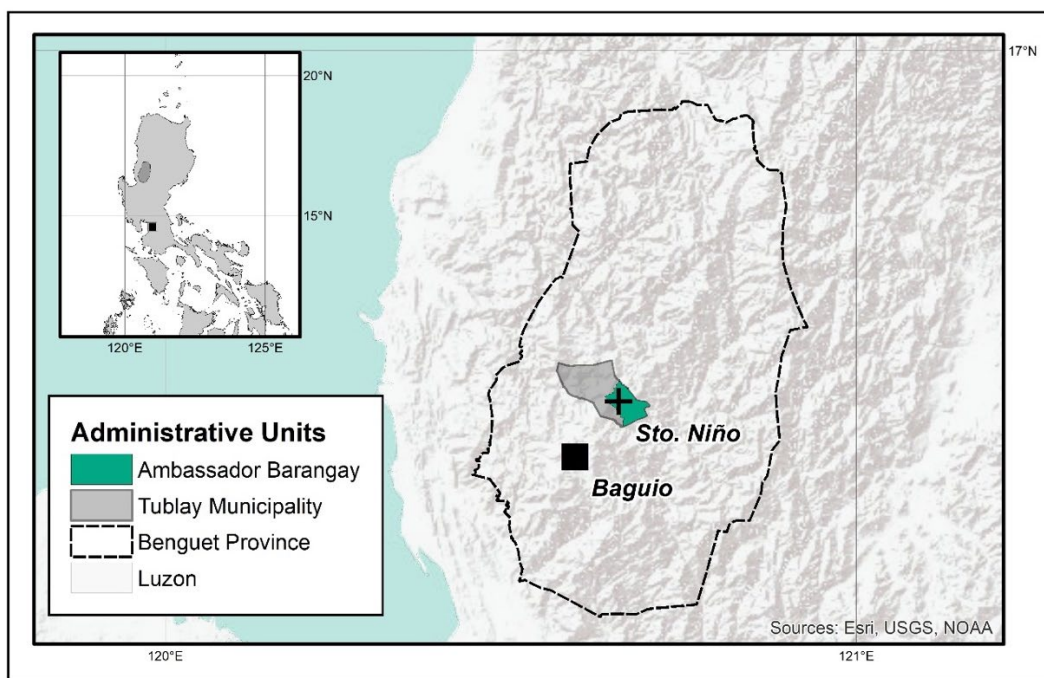 20°N
15°N
120°E
125°E
17°N
Administrative Units
Ambassador Barangay
Tublay Municipality
Benguet Province
Luzon
Sto. Niño
Baguio
Sources: Esri, USGS, NOAA
120°E
121°E